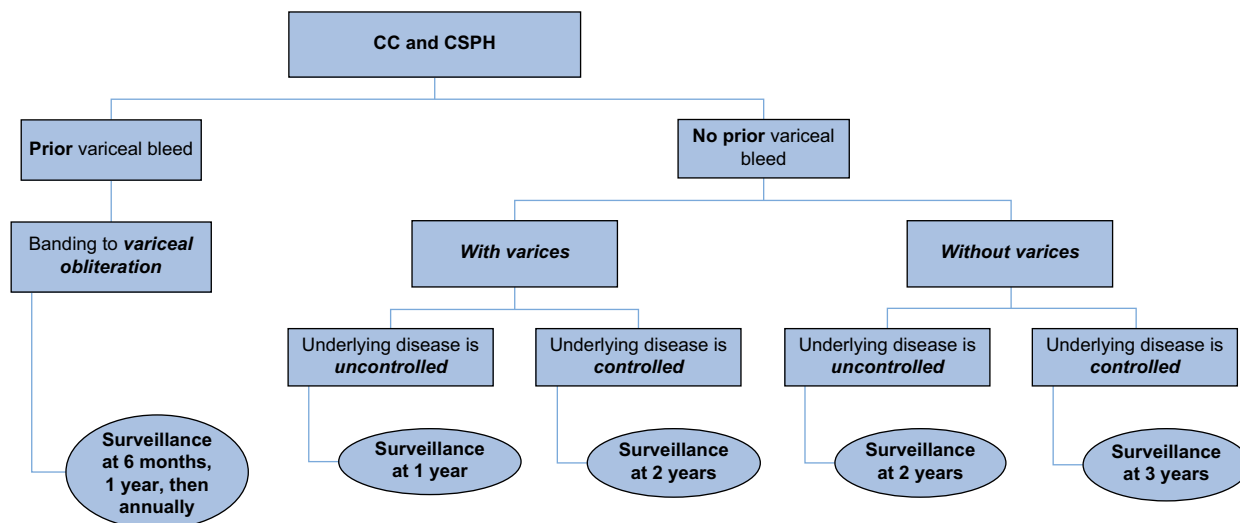 CC and CSPH
Prior variceal bleed
No prior variceal
bleed
Banding to variceal
obliteration
With varices
Without varices
Underlying disease is
uncontrolled
Underlying disease is
controlled
Underlying disease is
uncontrolled
Underlying disease is
controlled
Surveillance
at 6 months,
1 year, then
annually
Surveillance
at 1 year
Surveillance
at 2 years
Surveillance
at 2 years
Surveillance
at 3 years